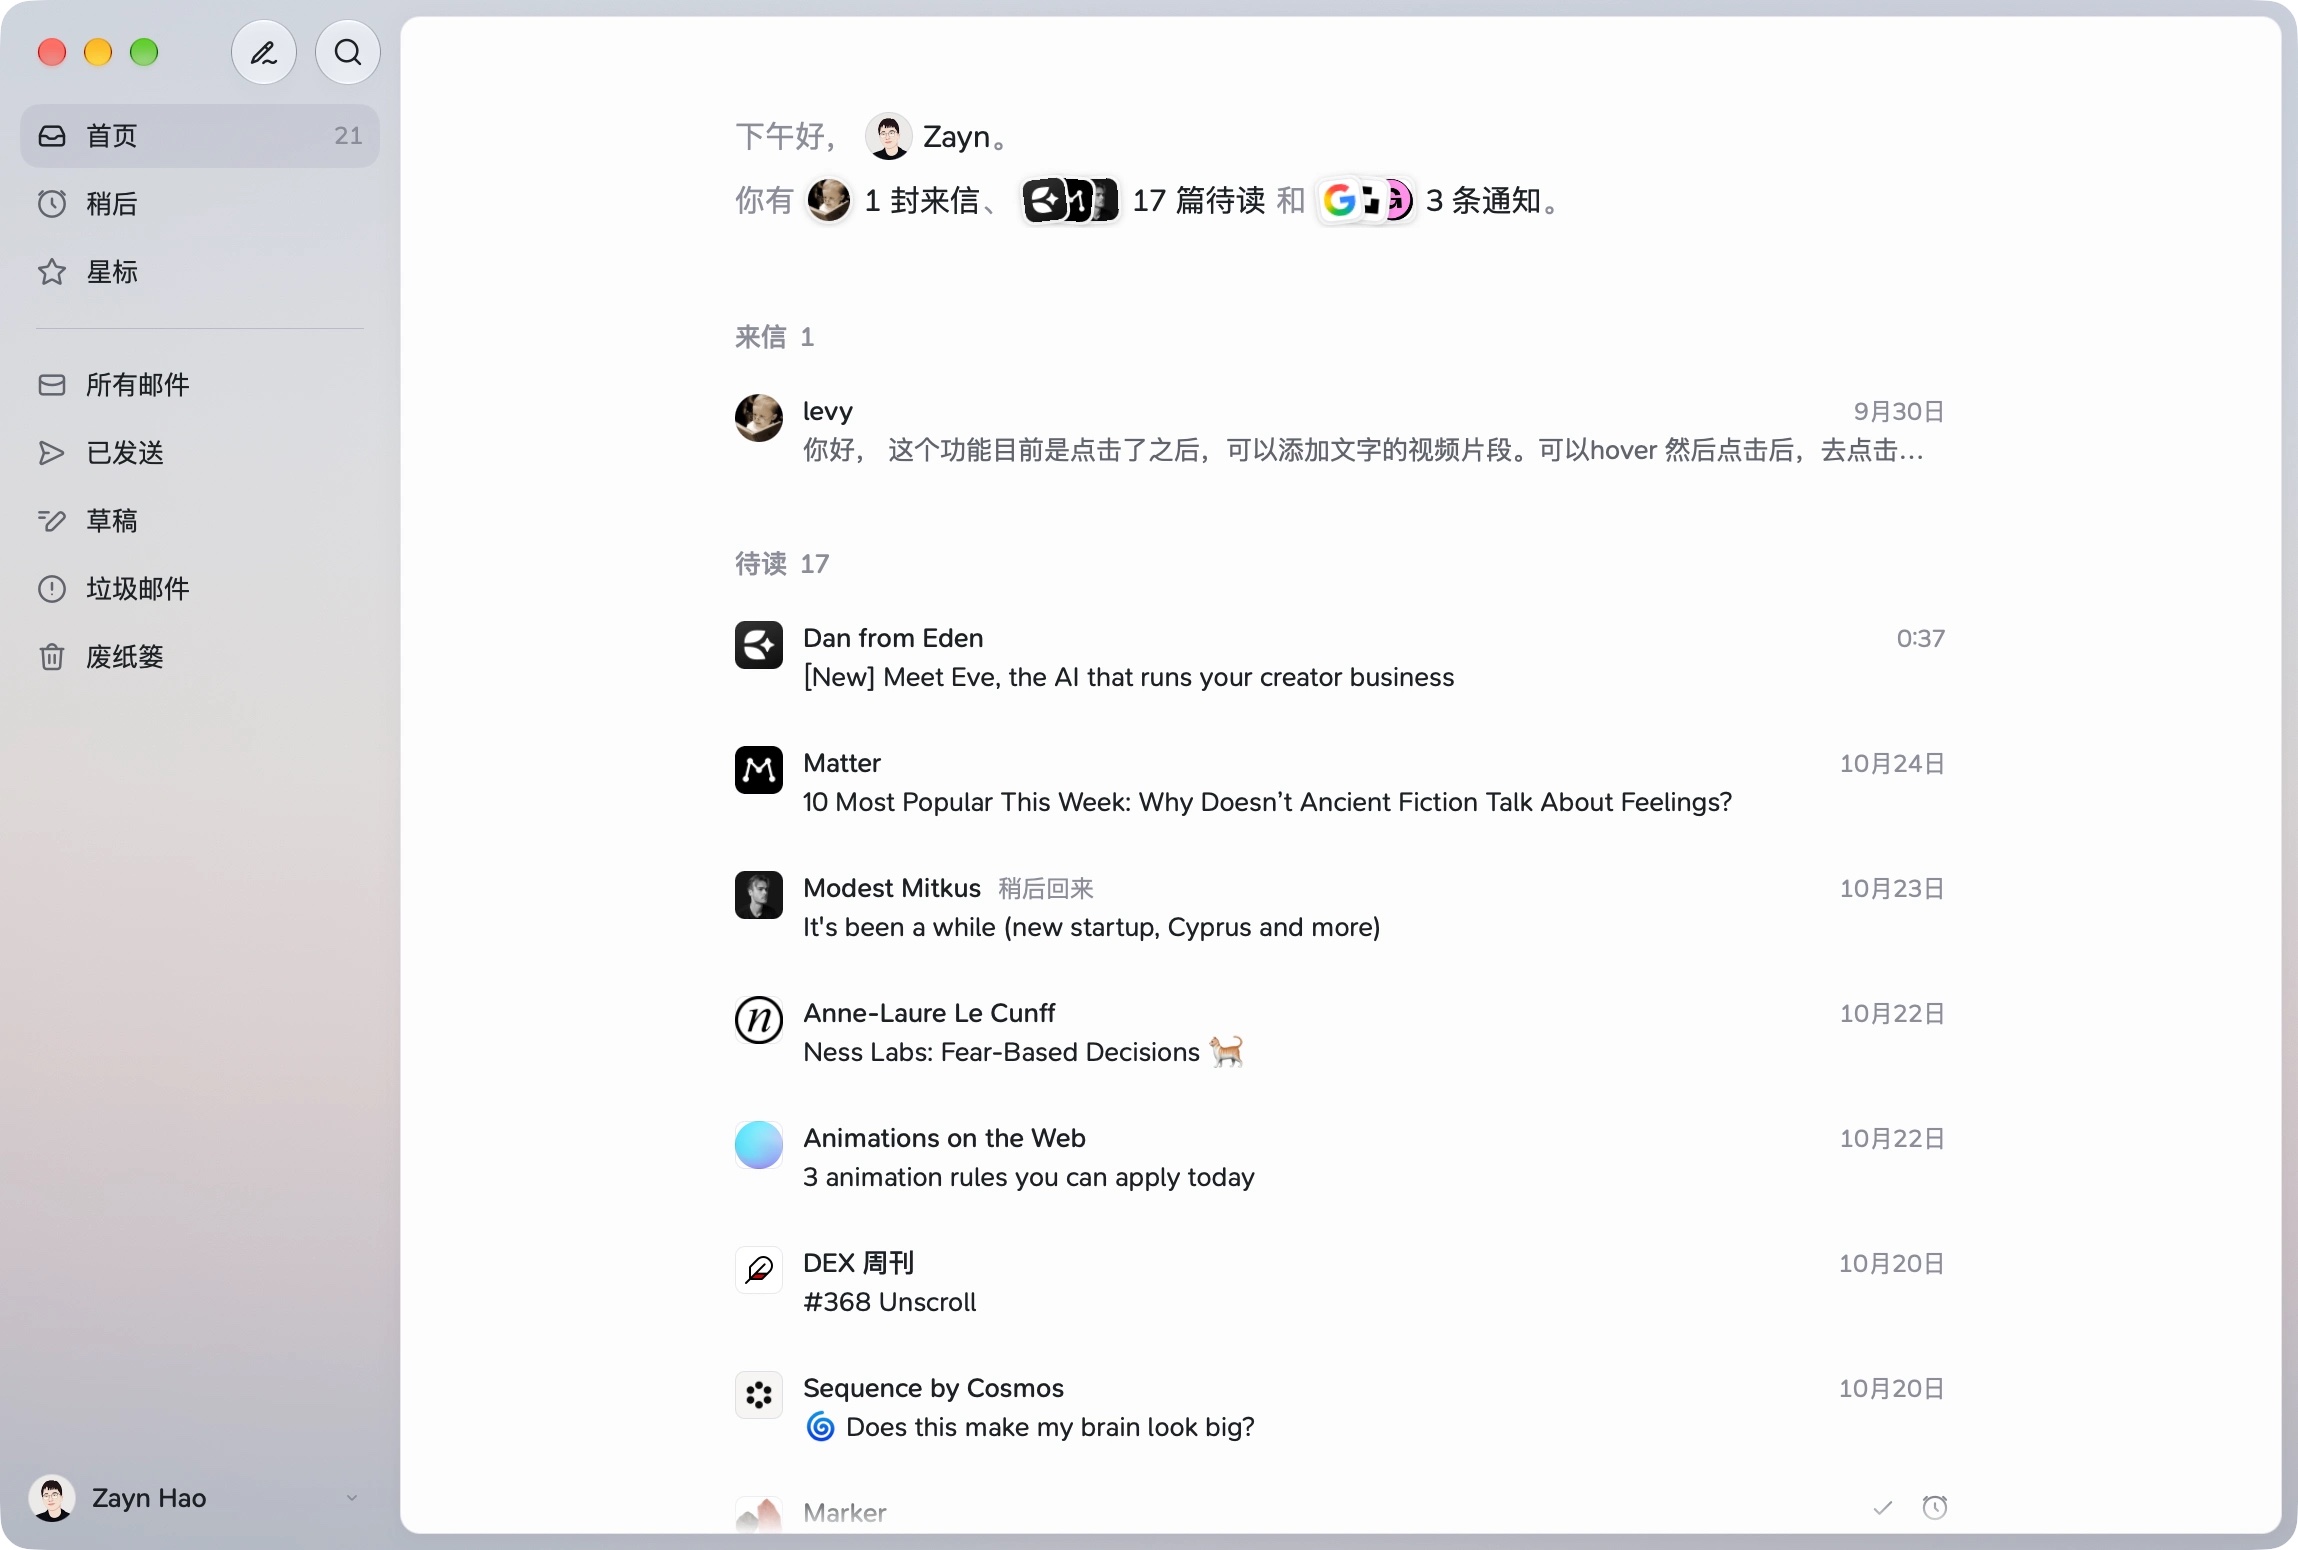 首页 21
稍后
星标
所有邮件
已发送
草稿
垃圾邮件
废纸篓
Zayn Hao
下午好， Zayn。
你有 1 封来信、 17 篇待读 和 3 条通知。
来信 1
levy 9月30日
你好， 这个功能目前是点击了之后，可以添加文字的视频片段。可以hover 然后点击后，去点击...
待读 17
Dan from Eden 0:37
[New] Meet Eve, the AI that runs your creator business
Matter 10月24日
10 Most Popular This Week: Why Doesn’t Ancient Fiction Talk About Feelings?
Modest Mitkus 稍后回来 10月23日
It's been a while (new startup, Cyprus and more)
Anne-Laure Le Cunff 10月22日
Ness Labs: Fear-Based Decisions 🐈
Animations on the Web 10月22日
3 animation rules you can apply today
DEX 周刊 10月20日
#368 Unscroll
Sequence by Cosmos 10月20日
🌀 Does this make my brain look big?
Marker